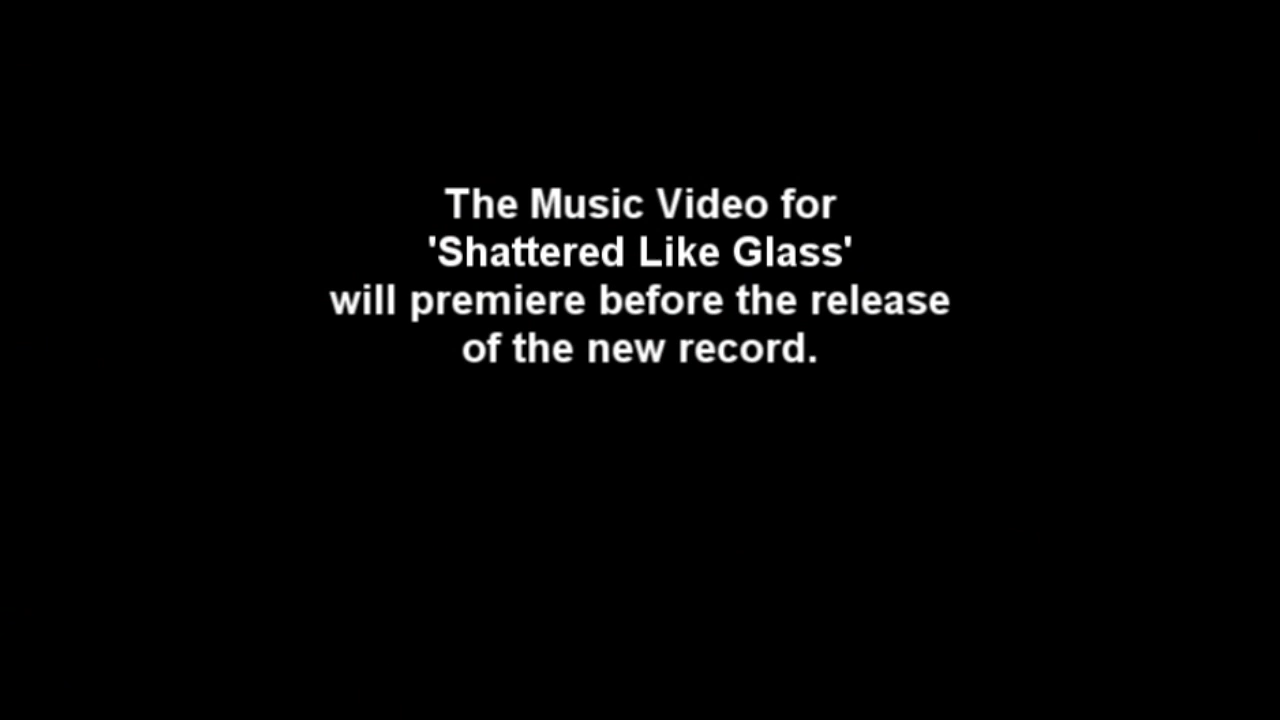 The Music Video for
'Shattered Like Glass'
will premiere before the release
of the new record.